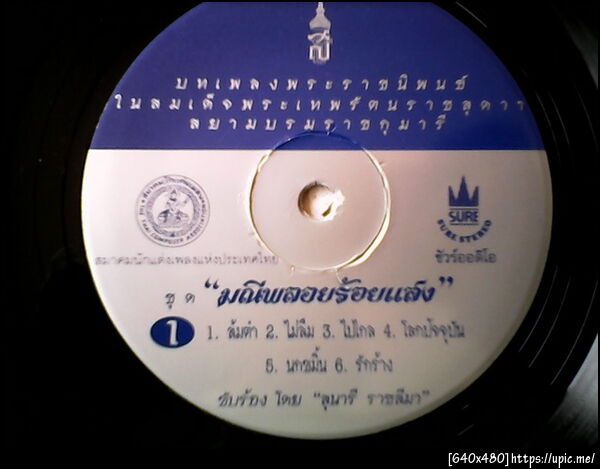 บทเพลงพระราชนิพนธ์
ในสมเด็จพระเทพรัตนราชสุดาฯ
สยามบรมราชกุมารี
THAI COMPOSER ASSOCIATION
SURE
SURE STEREO
สมาคมนักแต่งเพลงแห่งประเทศไทย
ชัวร์ออดิโอ
ชุด "มณีพลอยร้อยแสง"
1
1. ส้มตำ 2. ไม่ลืม 3. ไปไกล 4. โลกปัจจุบัน
5. นกขมิ้น 6. รักร้าง
ขับร้อง โดย "สุนารี ราชสีมา"
[640x480]https://upic.me/